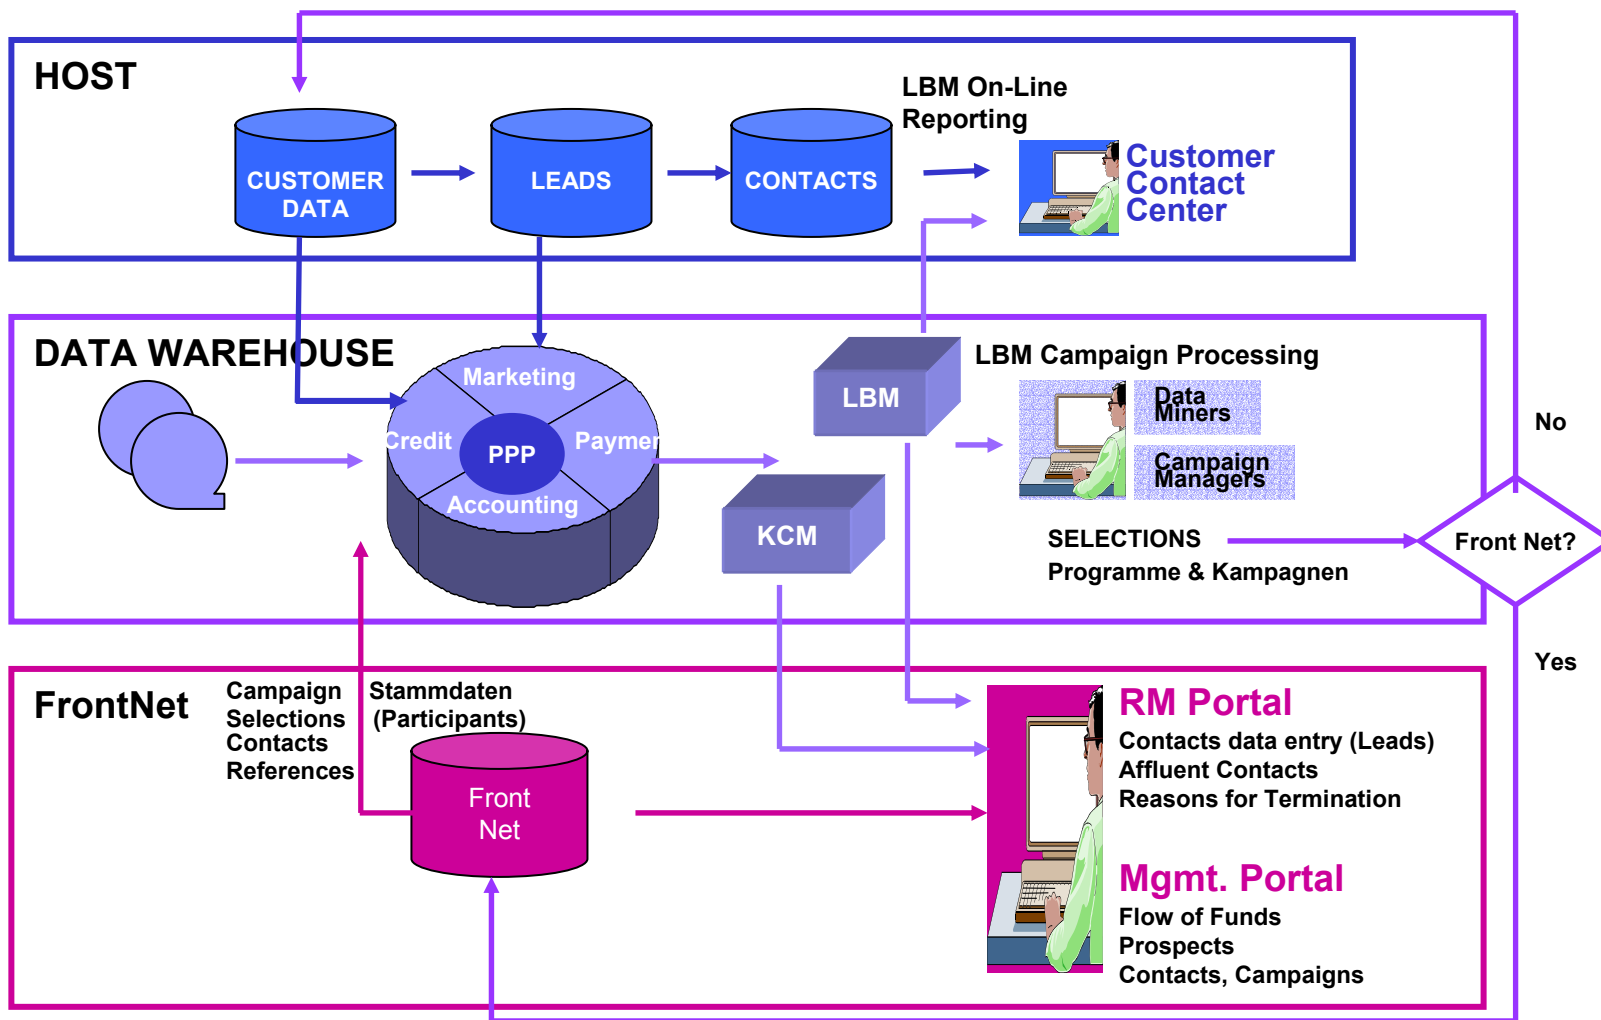 HOST
LBM On-Line
Reporting
CUSTOMER
DATA
LEADS
CONTACTS
Customer
Contact
Center
DATA WAREHOUSE
Marketing
Credit
PPP
Paymen
Accounting
LBM
KCM
LBM Campaign Processing
Data
Miners
Campaign
Managers
SELECTIONS
Programme & Kampagnen
No
Front Net?
Yes
FrontNet
Campaign
Selections
Contacts
References
Stammdaten
(Participants)
Front
Net
RM Portal
Contacts data entry (Leads)
Affluent Contacts
Reasons for Termination
Mgmt. Portal
Flow of Funds
Prospects
Contacts, Campaigns